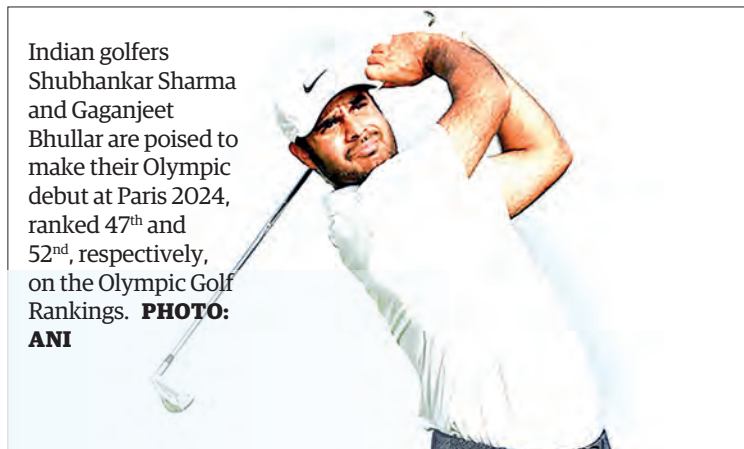 Indian golfers
Shubhankar Sharma
and Gaganjeet
Bhullar are poised to
make their Olympic
debut at Paris 2024,
ranked 47th and
52nd, respectively,
on the Olympic Golf
Rankings. PHOTO:
ANI